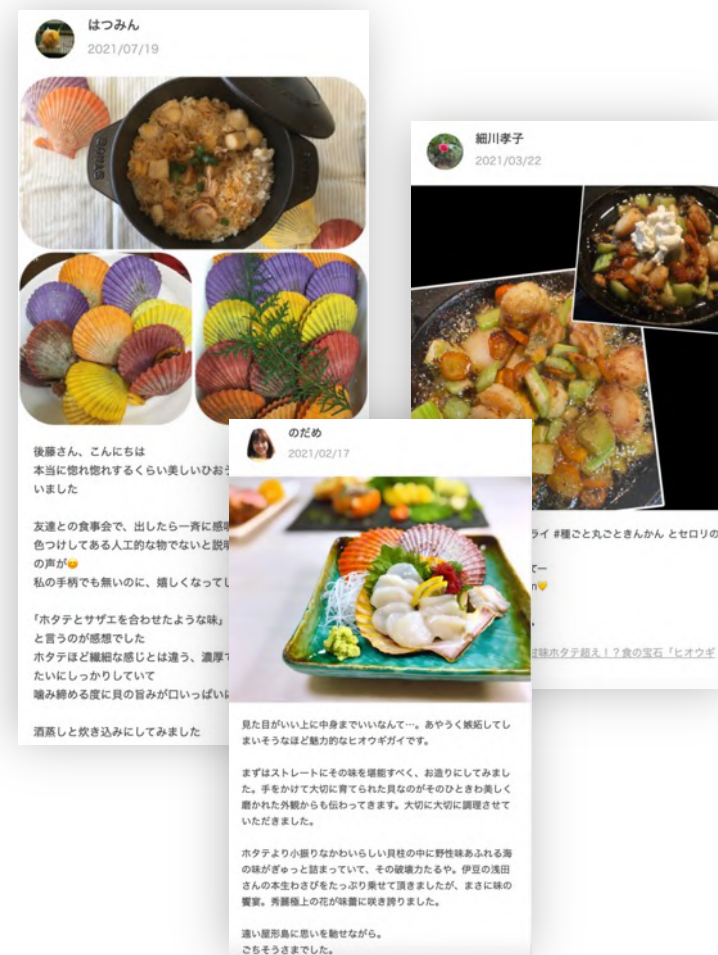 はつみん
2021/07/19
後藤さん、こんにちは
本当に惚れ惚れするくらい美しいひおう
いました
友達との食事会で、出したら一斉に感
色つけしてある人工的な物でないと説明
の声が😊
私の手柄でも無いのに、嬉しくなってし
「ホタテとサザエを合わせたような味」
と言うのが感想でした
ホタテほど繊細な感じとは違う、濃厚で
たいにしっかりしていて
噛み締める度に貝の旨みが口いっぱいに
酒蒸しと炊き込みにしてみました
細川孝子
2021/03/22
ライ #種ごと丸ごときんかん とセロリの
てー
n💛
甘味ホタテ超え！？食の宝石「ヒオウギ
のだめ
2021/02/17
見た目がいい上に中身までいいなんて…。あやうく嫉妬してし
まいそうなほど魅力的なヒオウギガイです。
まずはストレートにその味を堪能すべく、お造りにしてみまし
た。手をかけて大切に育てられた貝なのがそのひときわ美しく
磨かれた外観からも伝わってきます。大切に大切に調理させて
いただきました。
ホタテより小振りなかわいらしい貝柱の中に野性味あふれる海
の味がぎゅっと詰まっていて、その破壊力たるや。伊豆の浅田
さんの本生わさびをたっぷり乗せて頂きましたが、まさに味の
饗宴。秀麗極上の花が味蕾に咲き誇りました。
遠い屋形島に思いを馳せながら。
ごちそうさまでした。